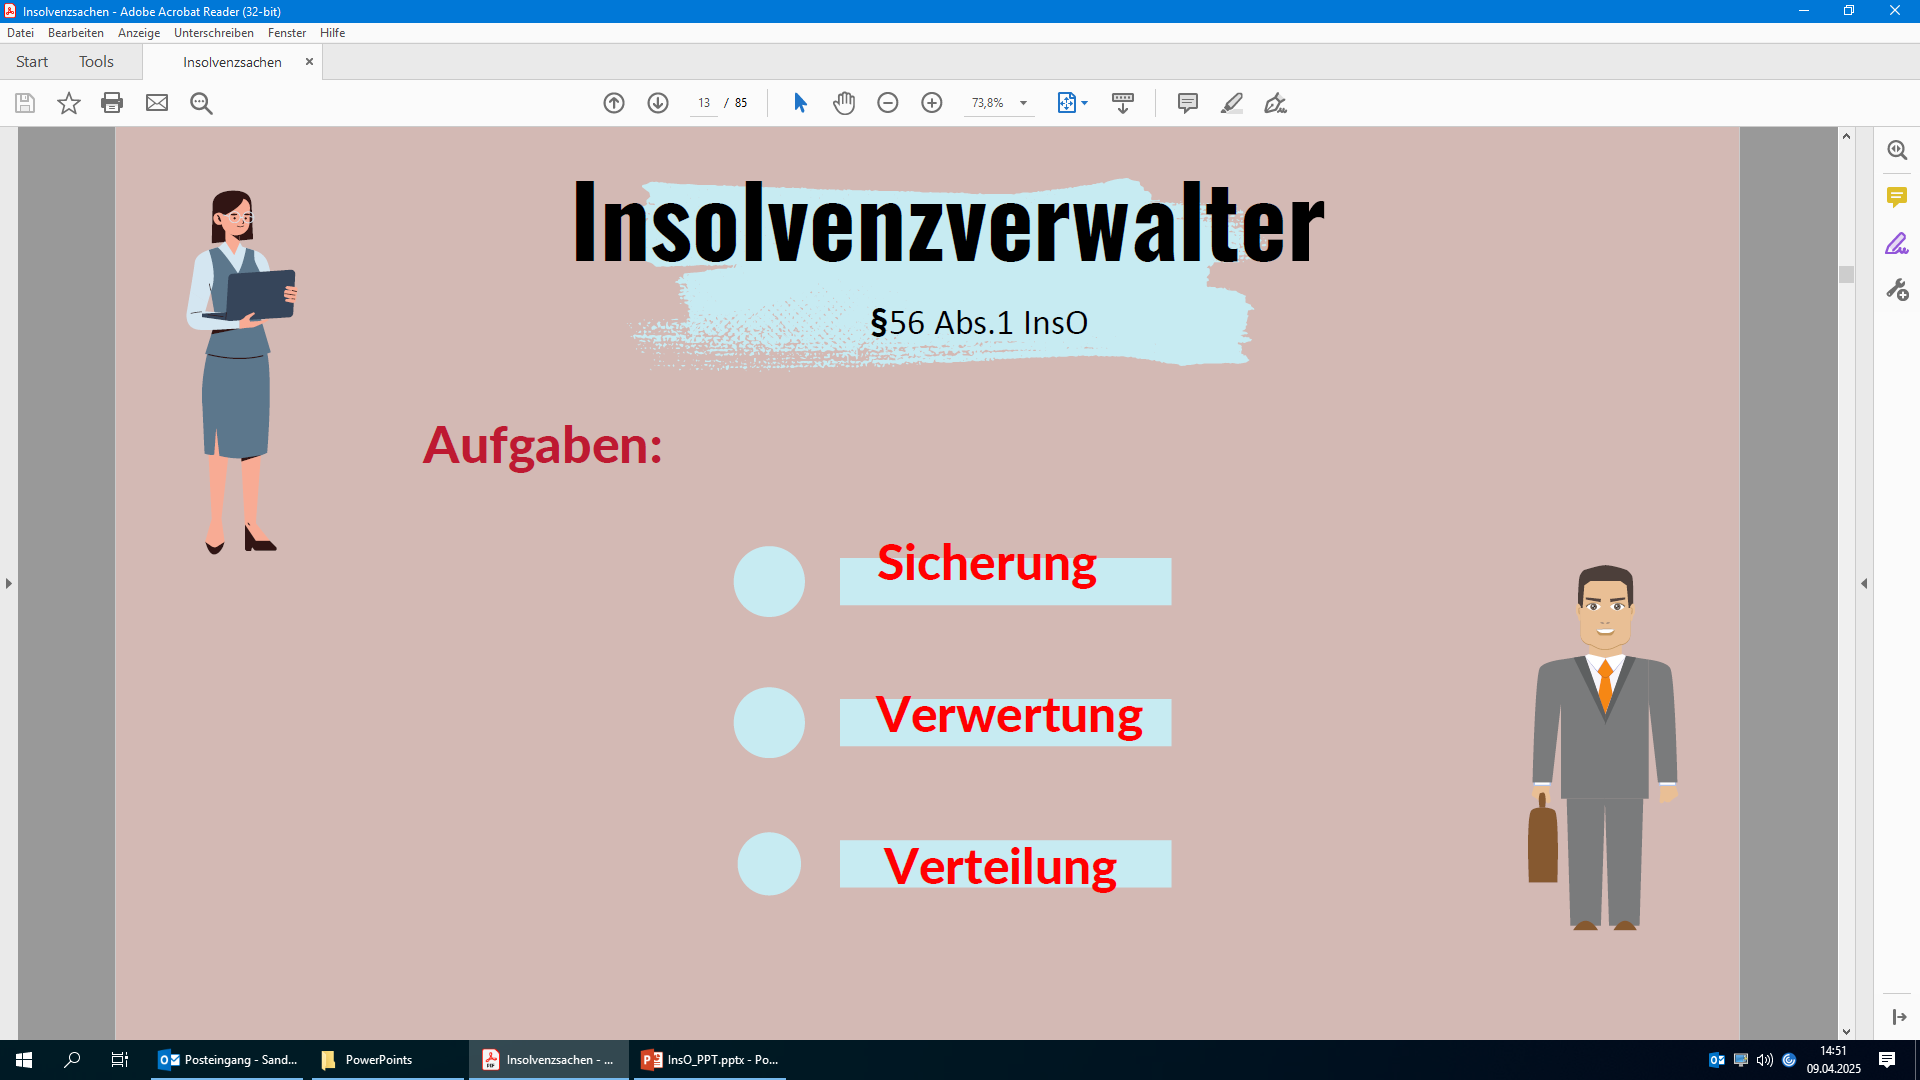 Insolvenzsachen - Adobe Acrobat Reader (32-bit)
Datei Bearbeiten Anzeige Unterschreiben Fenster Hilfe
Start Tools Insolvenzsachen
13 / 85 73,8%
Insolvenzverwalter
§56 Abs.1 InsO
Aufgaben:
Sicherung
Verwertung
Verteilung
Posteingang - Sand... PowerPoints Insolvenzsachen - ... InsO_PPT.pptx - Po...
14:51
09.04.2025